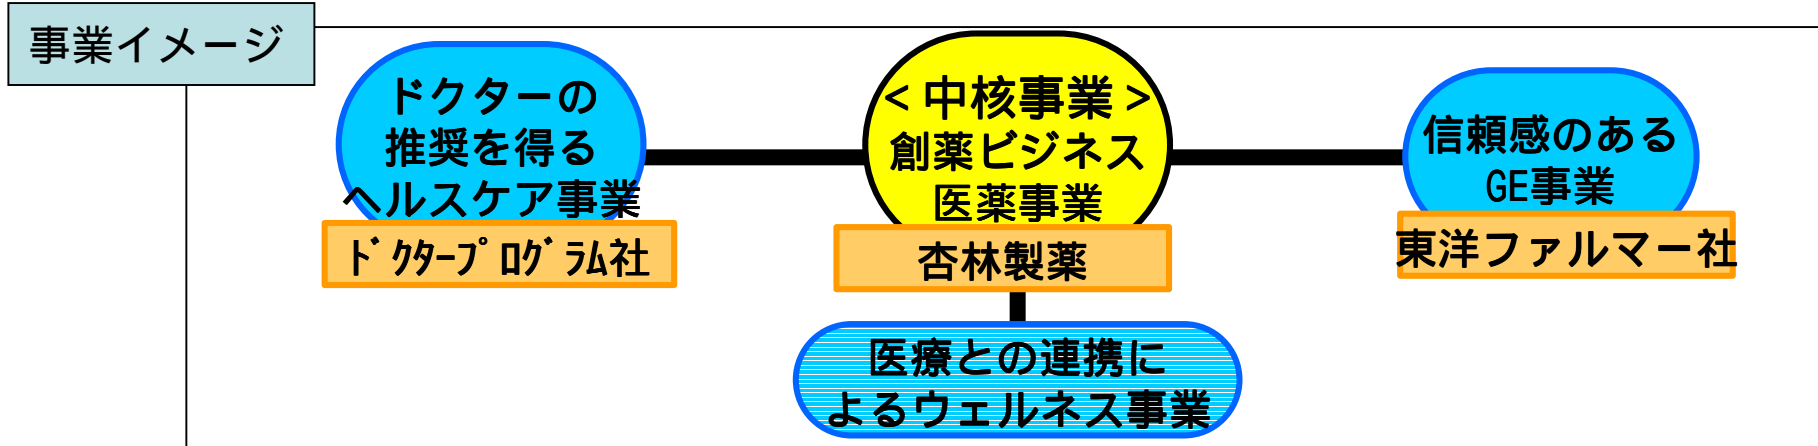 事業イメージ
ドクターの
推奨を得る
ヘルスケア事業
ﾄﾞｸﾀｰﾌﾟﾛｸﾞﾗﾑ社
＜中核事業＞
創薬ビジネス
医薬事業
杏林製薬
信頼感のある
GE事業
東洋ファルマー社
医療との連携に
よるウェルネス事業